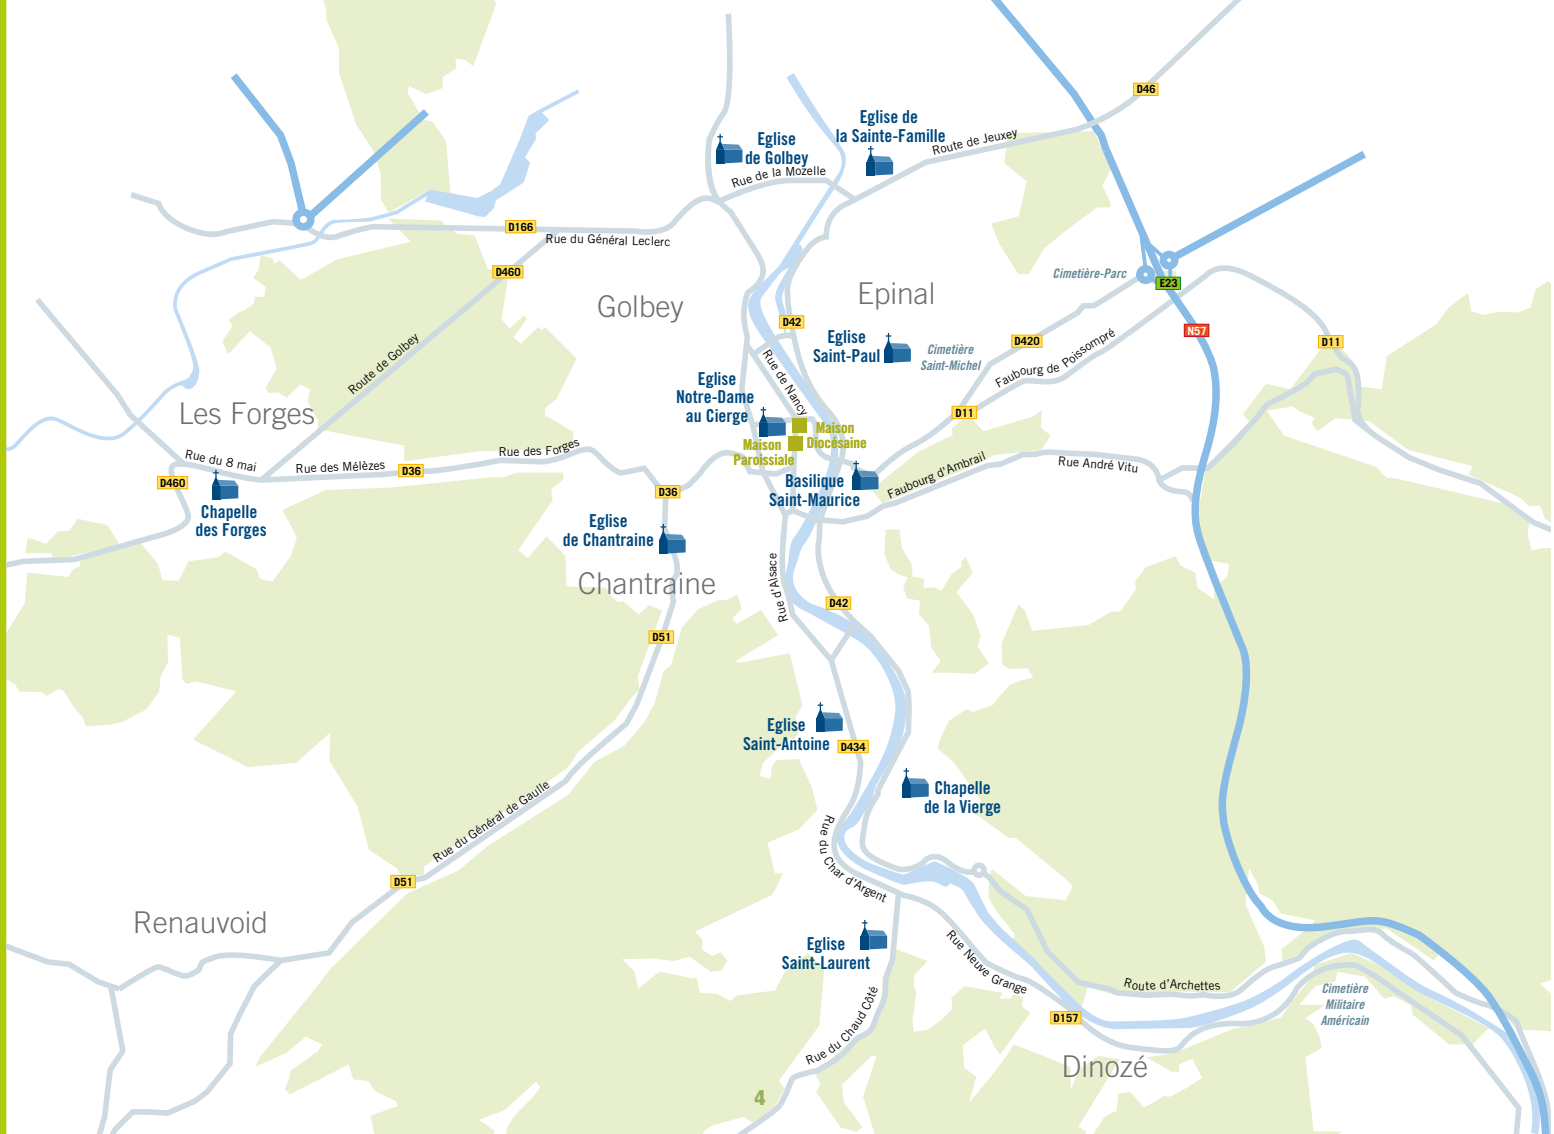 D46
Eglise de
la Sainte-Famille
Eglise
de Golbey
Route de Jeuxey
Rue de la Mozelle
D166
Rue du Général Leclerc
D460
Cimetière-Parc
E23
Golbey
Epinal
D42
N57
Eglise
Saint-Paul
Cimetière
Saint-Michel
D420
D11
Faubourg de Poissompré
Route de Golbey
Rue de Nancy
Eglise
Notre-Dame
au Cierge
Les Forges
D11
Maison
Diocésaine
Maison
Paroissiale
Rue du 8 mai
Rue des Mélèzes
D36
Rue des Forges
Faubourg d'Ambrail
Rue André Vitu
D460
D36
Basilique
Saint-Maurice
Chapelle
des Forges
Eglise
de Chantraine
Rue d'Alsace
Chantraine
D42
D51
Eglise
Saint-Antoine
D434
Chapelle
de la Vierge
Rue du Général de Gaulle
Rue du
Char d'Argent
D51
Renauvoid
Eglise
Saint-Laurent
Rue Neuve Grange
Route d'Archettes
Cimetière
Militaire
Américain
D157
Rue du Chaud Côté
Dinozé
4